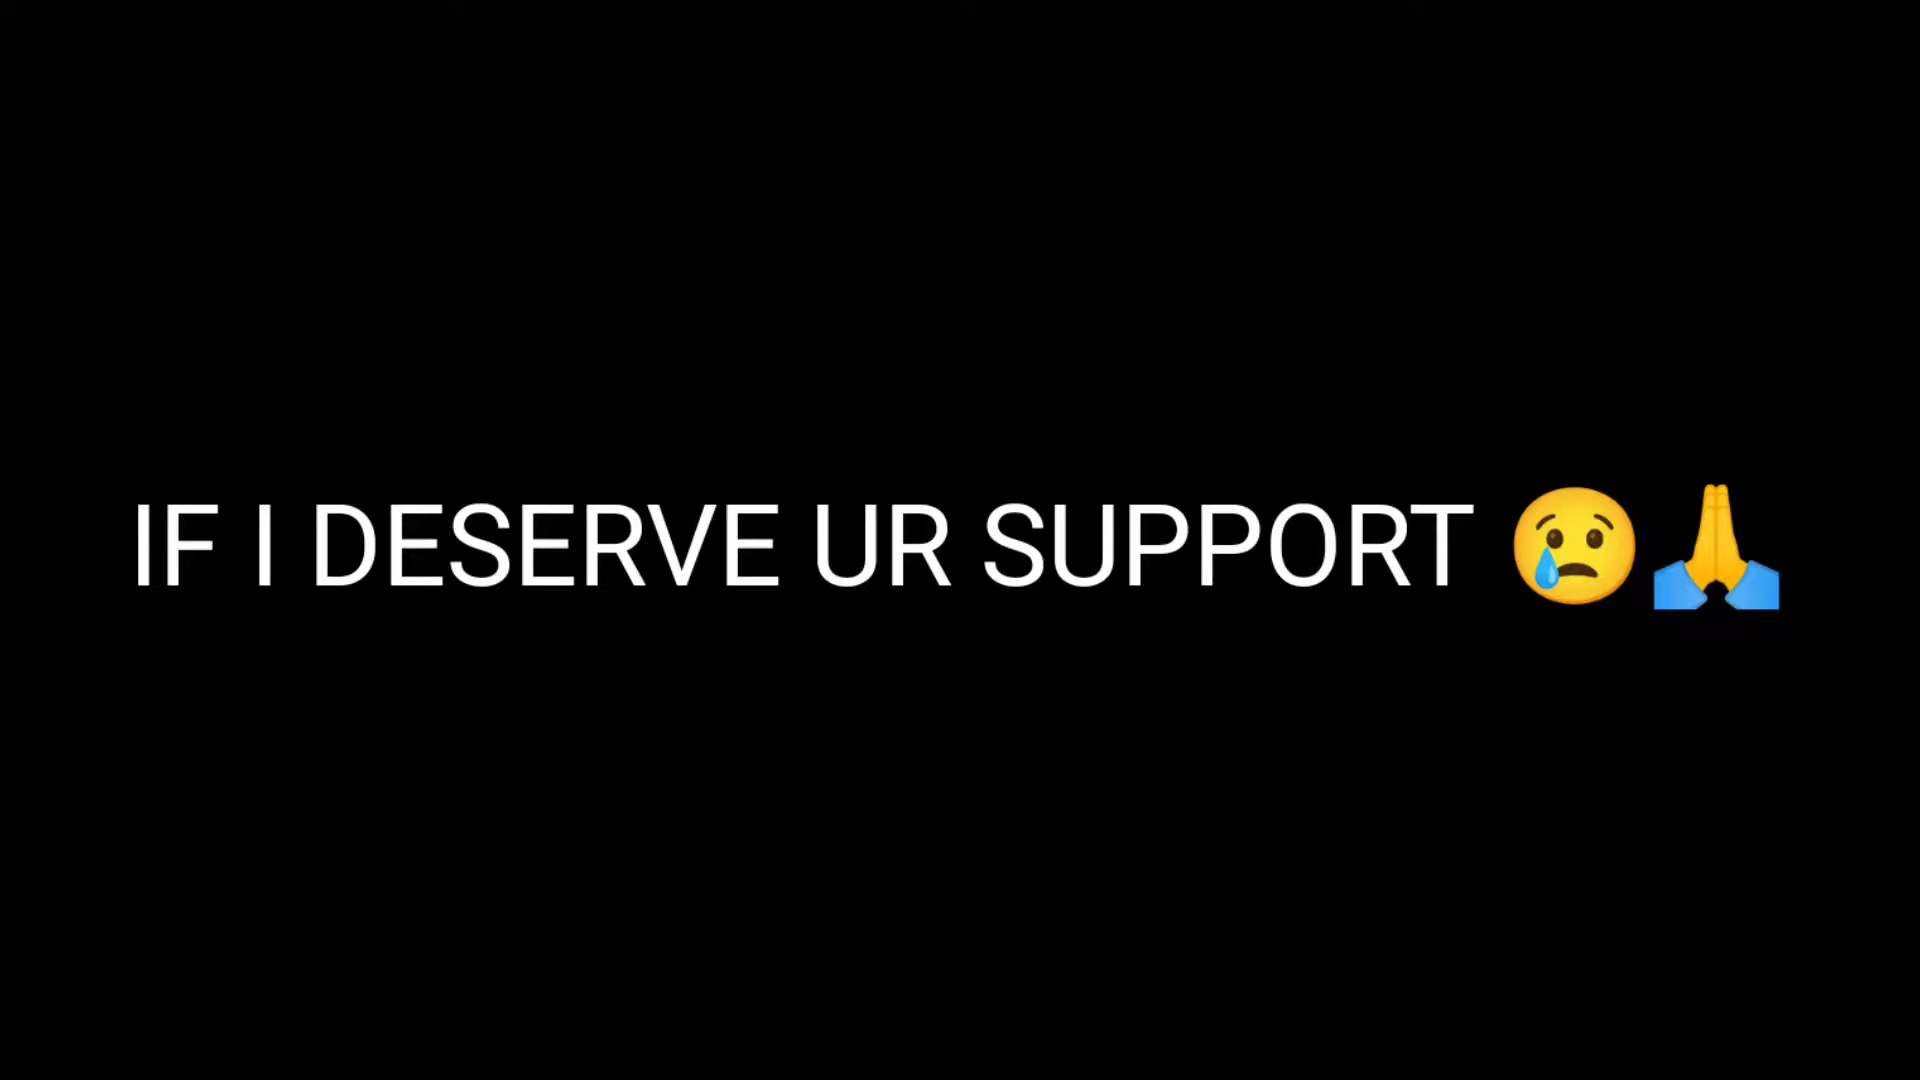 IF I DESERVE UR SUPPORT 😢🙏